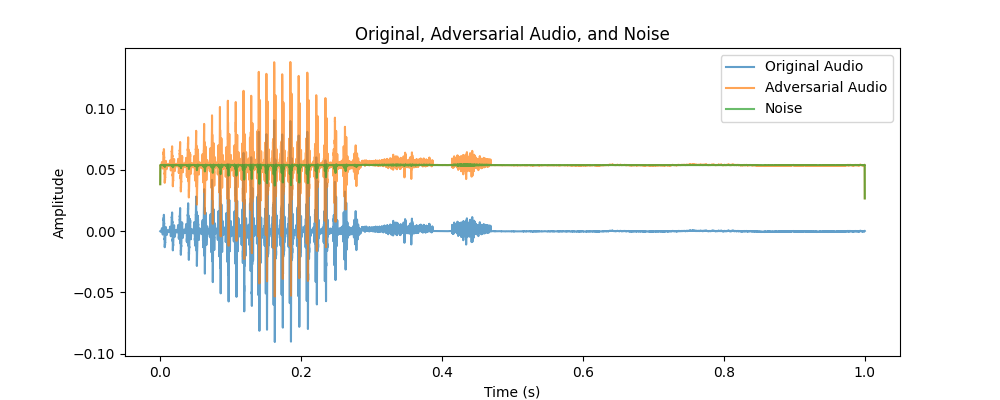 Original, Adversarial Audio, and Noise
Original Audio
Adversarial Audio
Noise
0.10
0.05
0.00
−0.05
−0.10
Amplitude
0.0
0.2
0.4
0.6
0.8
1.0
Time (s)